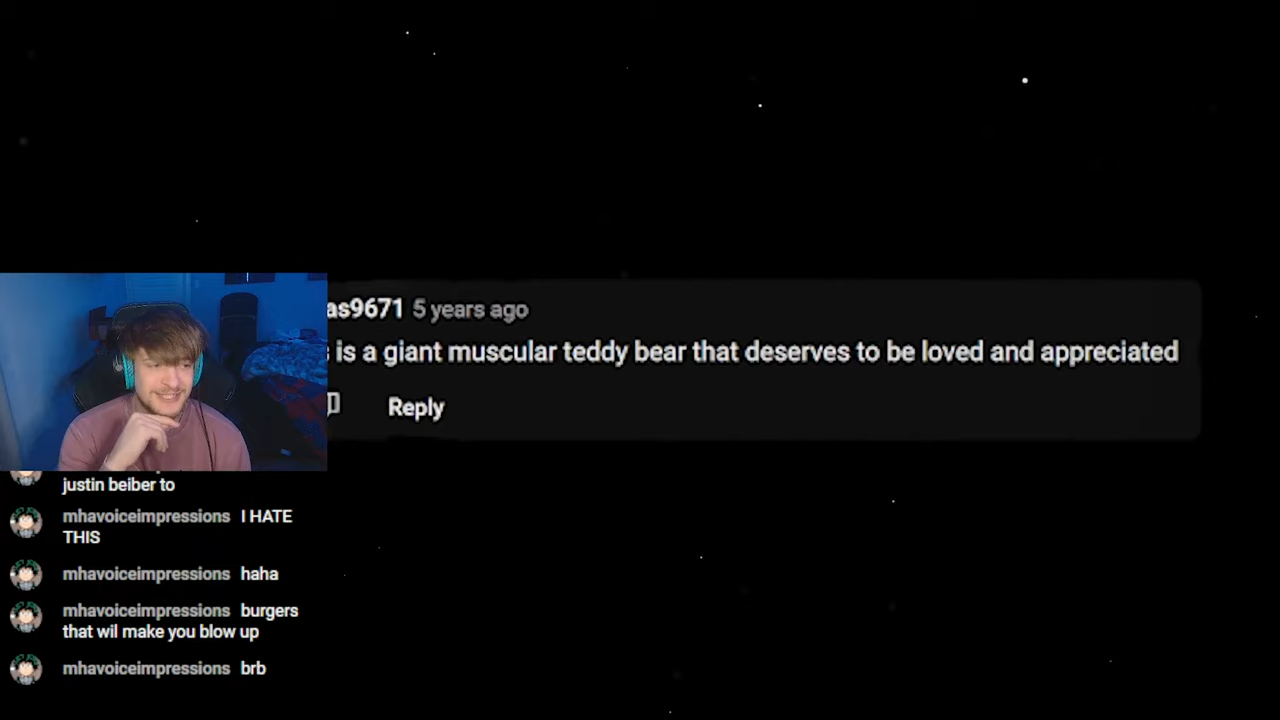 as9671 5 years ago
is a giant muscular teddy bear that deserves to be loved and appreciated
Reply
justin beiber to
mhavoiceimpressions I HATE
THIS
mhavoiceimpressions haha
mhavoiceimpressions burgers
that wil make you blow up
mhavoiceimpressions brb